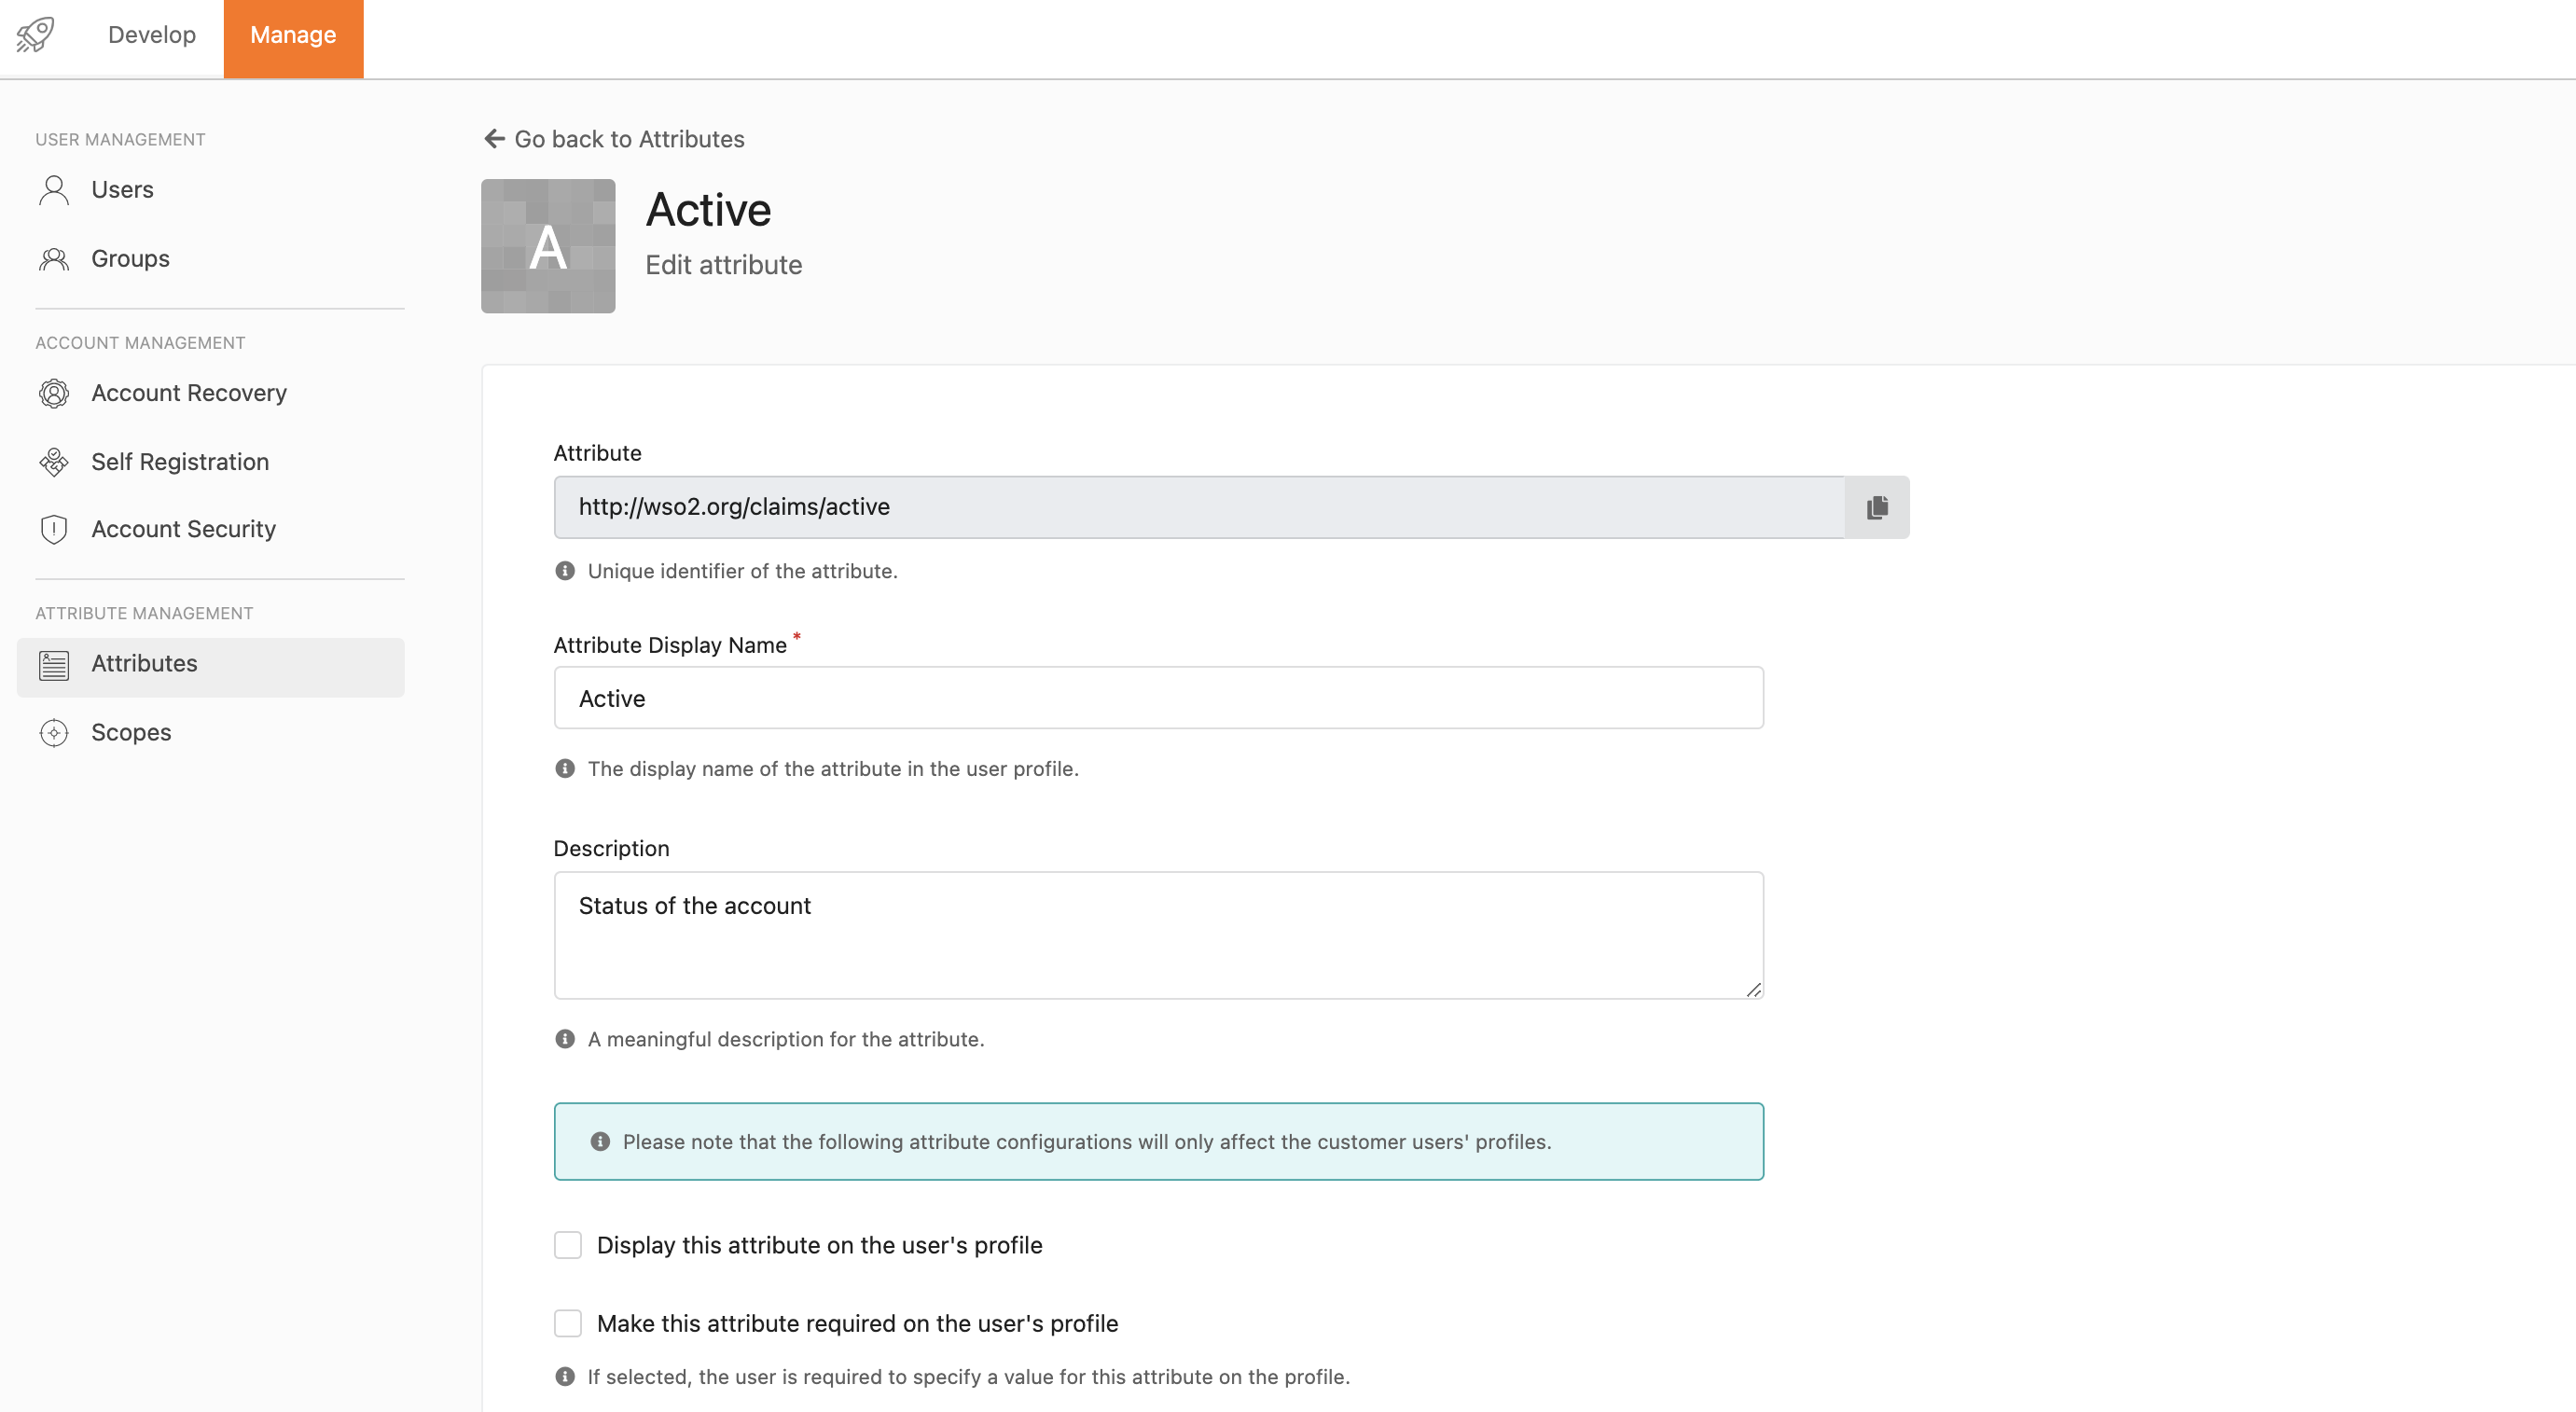 Develop
Manage
USER MANAGEMENT
Users
Groups
ACCOUNT MANAGEMENT
Account Recovery
Self Registration
Account Security
ATTRIBUTE MANAGEMENT
Attributes
Scopes
Go back to Attributes
A
Active
Edit attribute
Attribute
http://wso2.org/claims/active
Unique identifier of the attribute.
Attribute Display Name *
Active
The display name of the attribute in the user profile.
Description
Status of the account
A meaningful description for the attribute.
Please note that the following attribute configurations will only affect the customer users' profiles.
Display this attribute on the user's profile
Make this attribute required on the user's profile
If selected, the user is required to specify a value for this attribute on the profile.